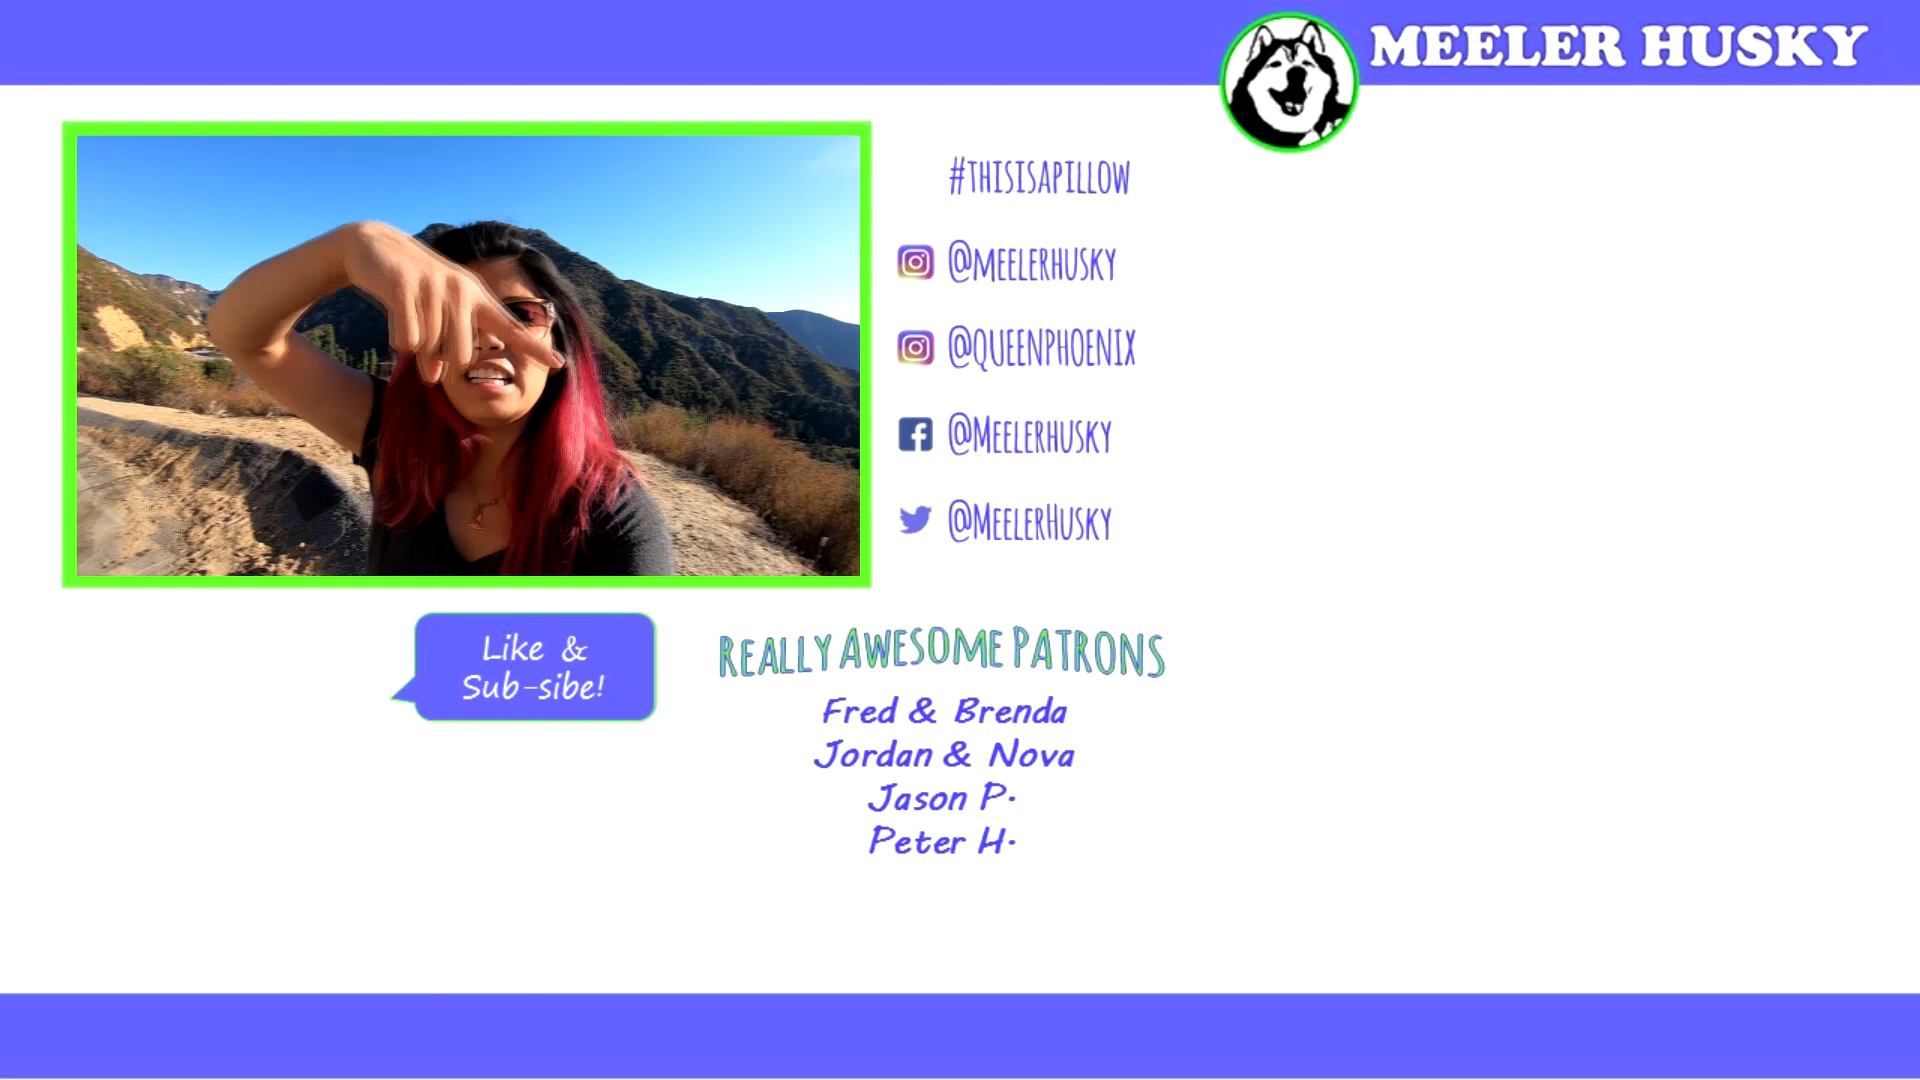 MEELER HUSKY
#THISISAPILLOW
@MEELERHUSKY
@QUEENPHOENIX
@MEELERHUSKY
@MEELERHUSKY
Like &
Sub-sibe!
REALLY AWESOME PATRONS
Fred & Brenda
Jordan & Nova
Jason P.
Peter H.